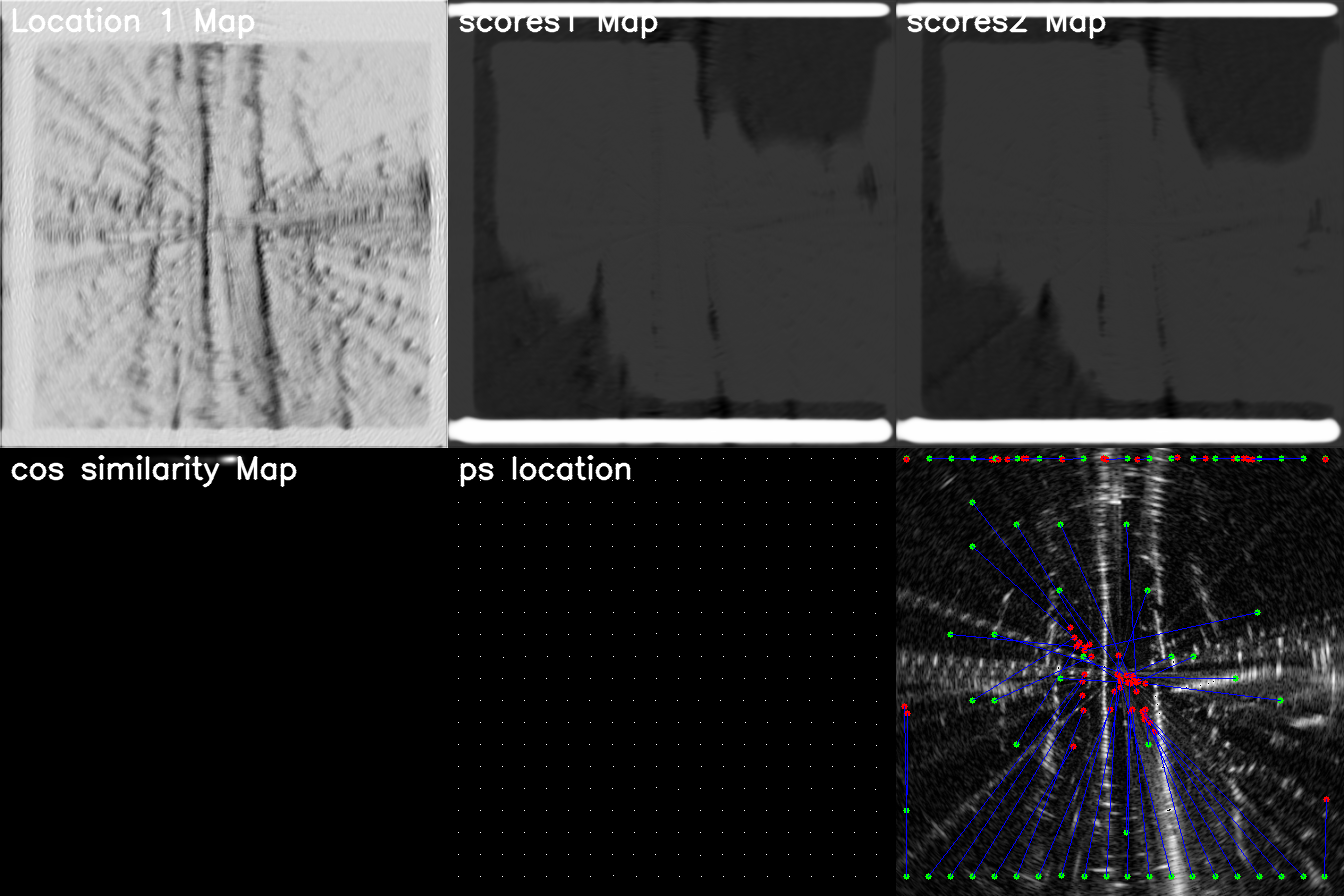 Location 1 Map
scores1 Map
scores2 Map
cos similarity Map
ps location